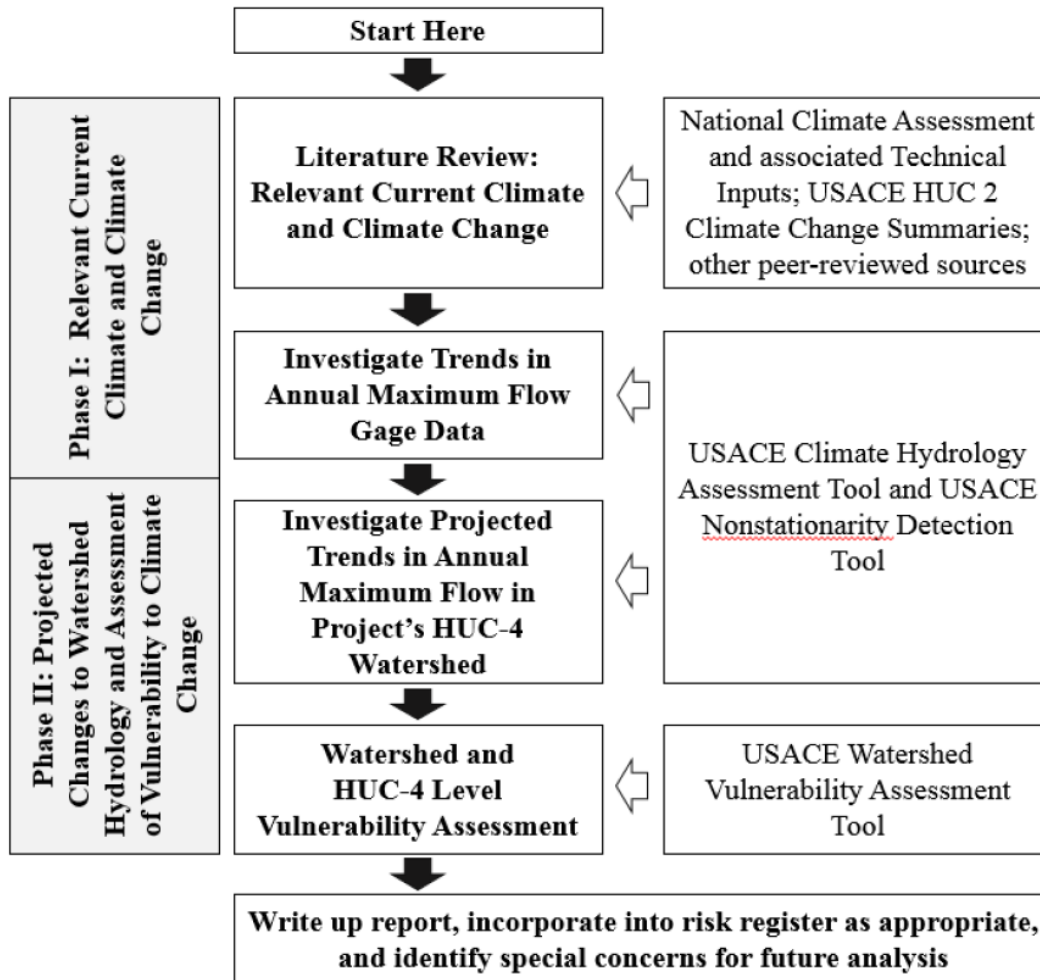 Start Here
Phase I:  Relevant Current
Climate and Climate
Change
Literature Review:
Relevant Current Climate
and Climate Change
National Climate Assessment
and associated Technical
Inputs; USACE HUC 2
Climate Change Summaries;
other peer-reviewed sources
Investigate Trends in
Annual Maximum Flow
Gage Data
USACE Climate Hydrology
Assessment Tool and USACE
Nonstationarity Detection
Tool
Phase II: Projected
Changes to Watershed
Hydrology and Assessment
of Vulnerability to Climate
Change
Investigate Projected
Trends in Annual
Maximum Flow in
Project’s HUC-4
Watershed
Watershed and
HUC-4 Level
Vulnerability Assessment
USACE Watershed
Vulnerability Assessment
Tool
Write up report, incorporate into risk register as appropriate,
and identify special concerns for future analysis